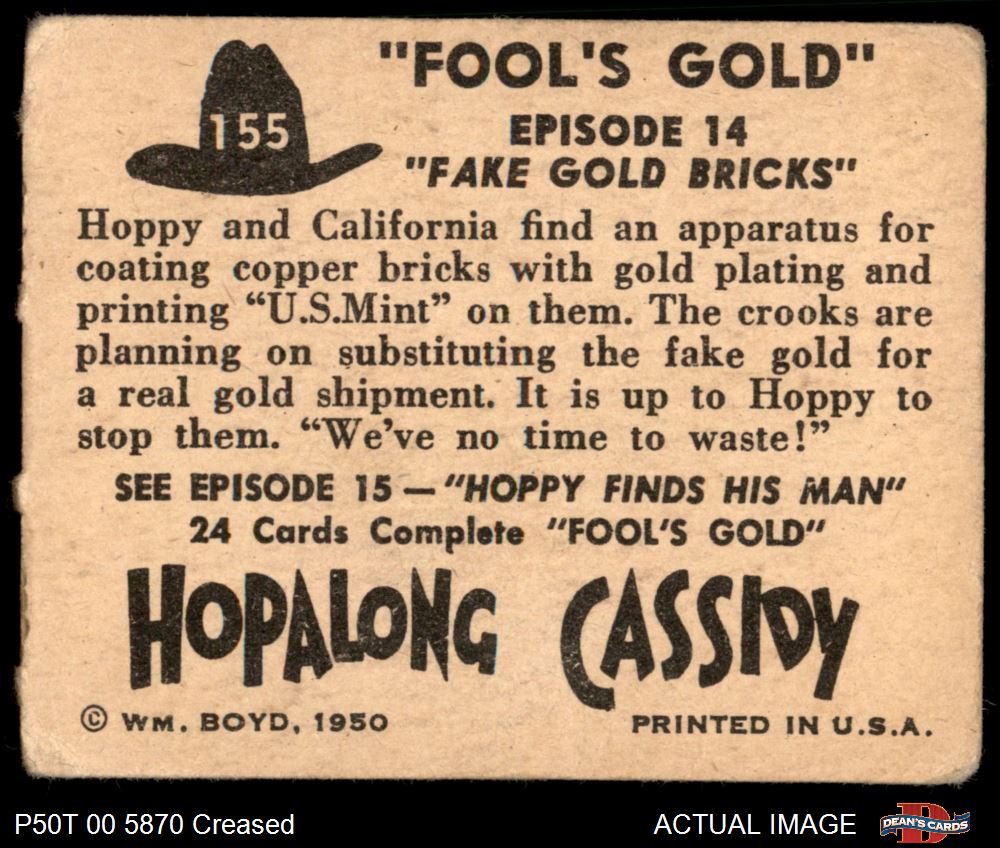 "FOOL'S GOLD"
155
EPISODE 14
"FAKE GOLD BRICKS"
Hoppy and California find an apparatus for
coating copper bricks with gold plating and
printing “U.S.Mint” on them. The crooks are
planning on substituting the fake gold for
a real gold shipment. It is up to Hoppy to
stop them. “We’ve no time to waste!”
SEE EPISODE 15—"HOPPY FINDS HIS MAN"
24 Cards Complete "FOOL'S GOLD"
HOPALONG CASSIDY
© WM. BOYD, 1950 PRINTED IN U.S.A.
P50T 00 5870 Creased ACTUAL IMAGE D DEAN'S CARDS